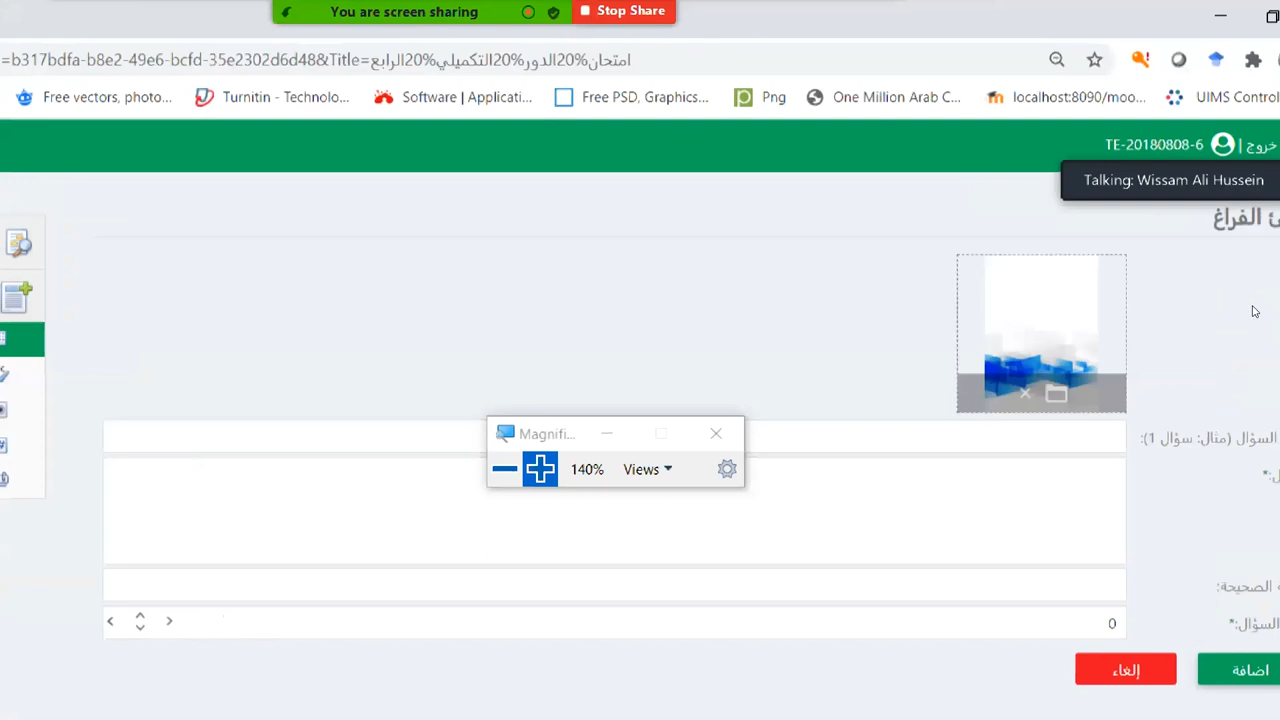 You are screen sharing
Stop Share
=b317bdfa-b8e2-49e6-bcfd-35e2302d6d48&Title=امتحان%20الدور%20التكميلي%20الرابع
Free vectors, photo... Turnitin - Technolo... Software | Applicati... Free PSD, Graphics... Png One Million Arab C... localhost:8090/moo... UIMS Control
TE-20180808-6 | خروج
Talking: Wissam Ali Hussein
ئ الفراغ
Magnifi...
140% Views
السؤال (مثال: سؤال 1):
ة الصحيحة:
0
السؤال:*
إلغاء
اضافة